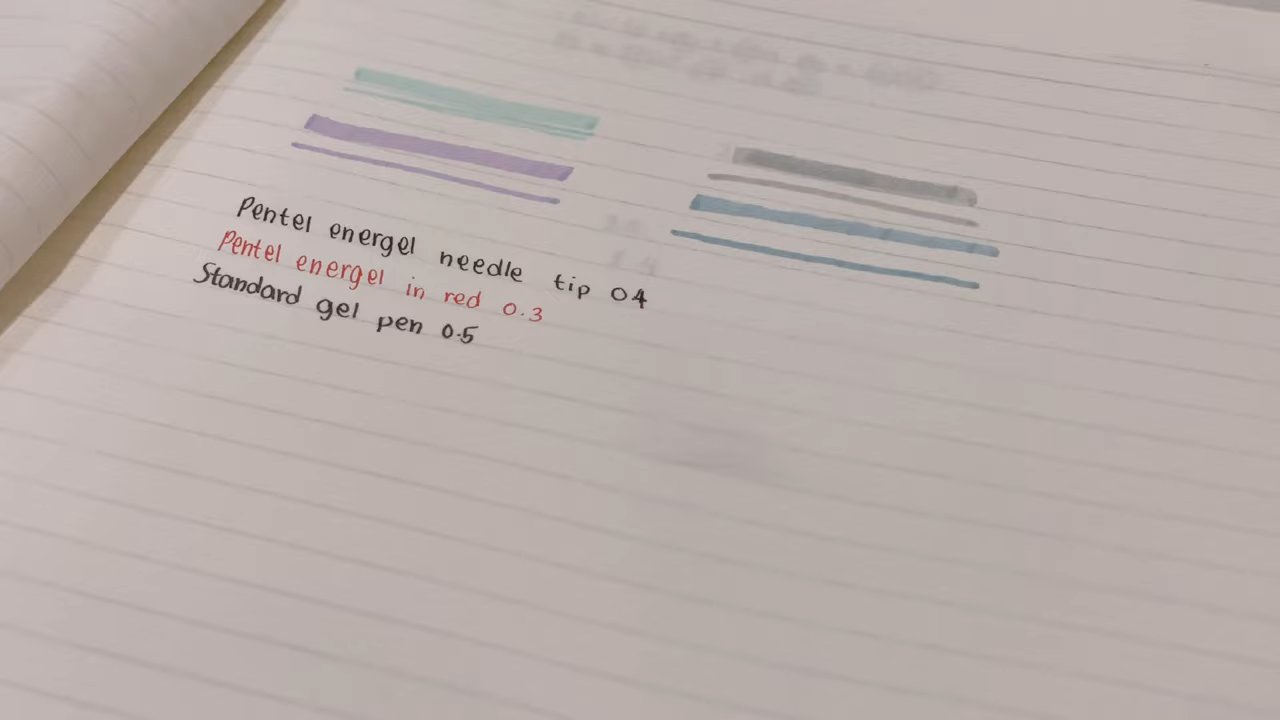 Pentel energel needle tip 04
Pentel energel in red 0.3
Standard gel pen 0.5